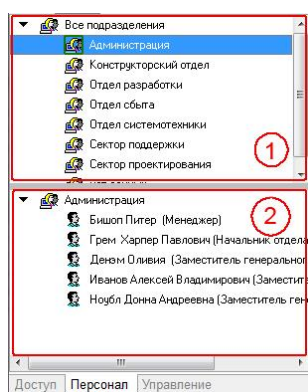 Все подразделения
Администрация
Конструкторский отдел
Отдел разработки
Отдел сбыта
Отдел системотехники
Сектор поддержки
Сектор проектирования
1
Администрация
2
Бишоп Питер (Менеджер)
Грем Харпер Павлович (Начальник отдела
Денэм Оливия (Заместитель генеральног
Иванов Алексей Владимирович (Заместит
Ноубл Донна Андреевна (Заместитель ген
Доступ Персонал Управление